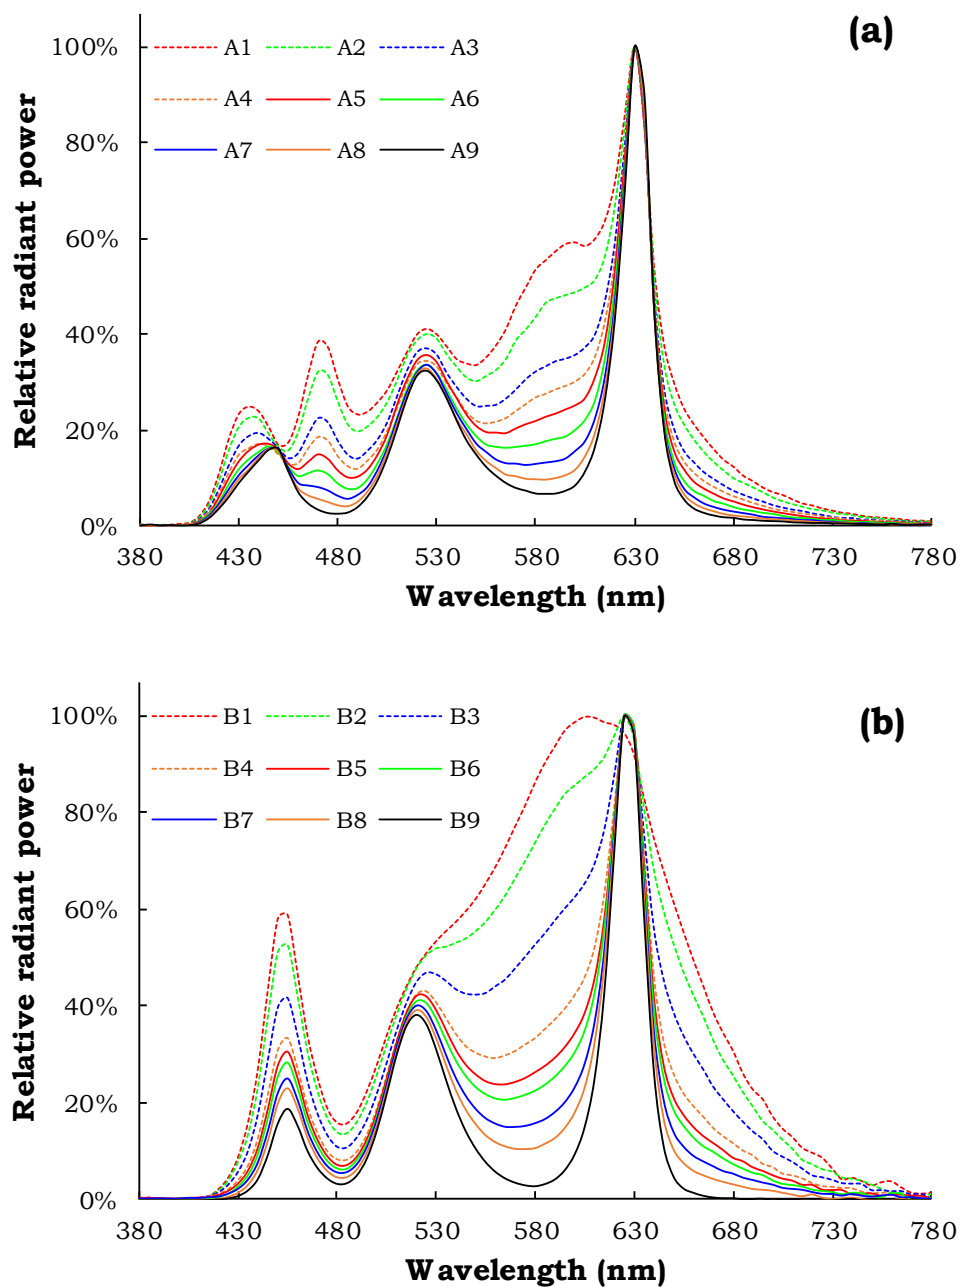 (a)
A1 A2 A3
A4 A5 A6
A7 A8 A9
100%
80%
60%
40%
20%
0%
380 430 480 530 580 630 680 730 780
Relative radiant power
Wavelength (nm)
(b)
B1 B2 B3
B4 B5 B6
B7 B8 B9
100%
80%
60%
40%
20%
0%
380 430 480 530 580 630 680 730 780
Relative radiant power
Wavelength (nm)